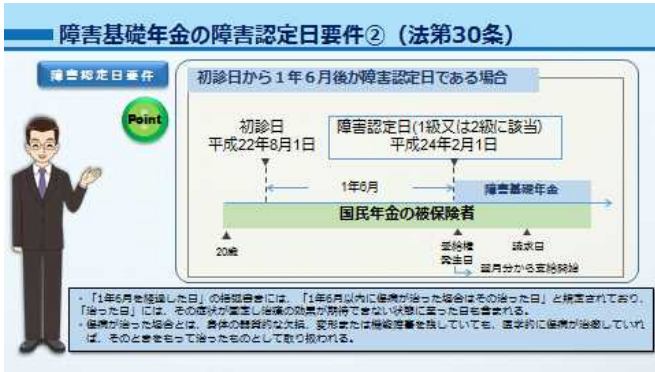 障害基礎年金の障害認定日要件②（法第30条）
障害認定日要件
初診日から１年６月後が障害認定日である場合
Point
初診日
平成22年8月1日
障害認定日(1級又は2級に該当)
平成24年2月1日
1年6月
障害基礎年金
国民年金の被保険者
20歳
受給権
発生日
請求日
翌月分から支給開始
・「1年6月を経過した日」の括弧書きには、「1年6月以内に傷病が治った場合はその治った日」と規定されており、
「治った日」には、その症状が固定し治療の効果が期待できない状態に至った日も含まれる。
・傷病が治った場合とは、身体の器質的な欠損、変形または機能障害を残していても、医学的に傷病が治癒していれ
ば、そのときをもって治ったものとして取り扱われる。